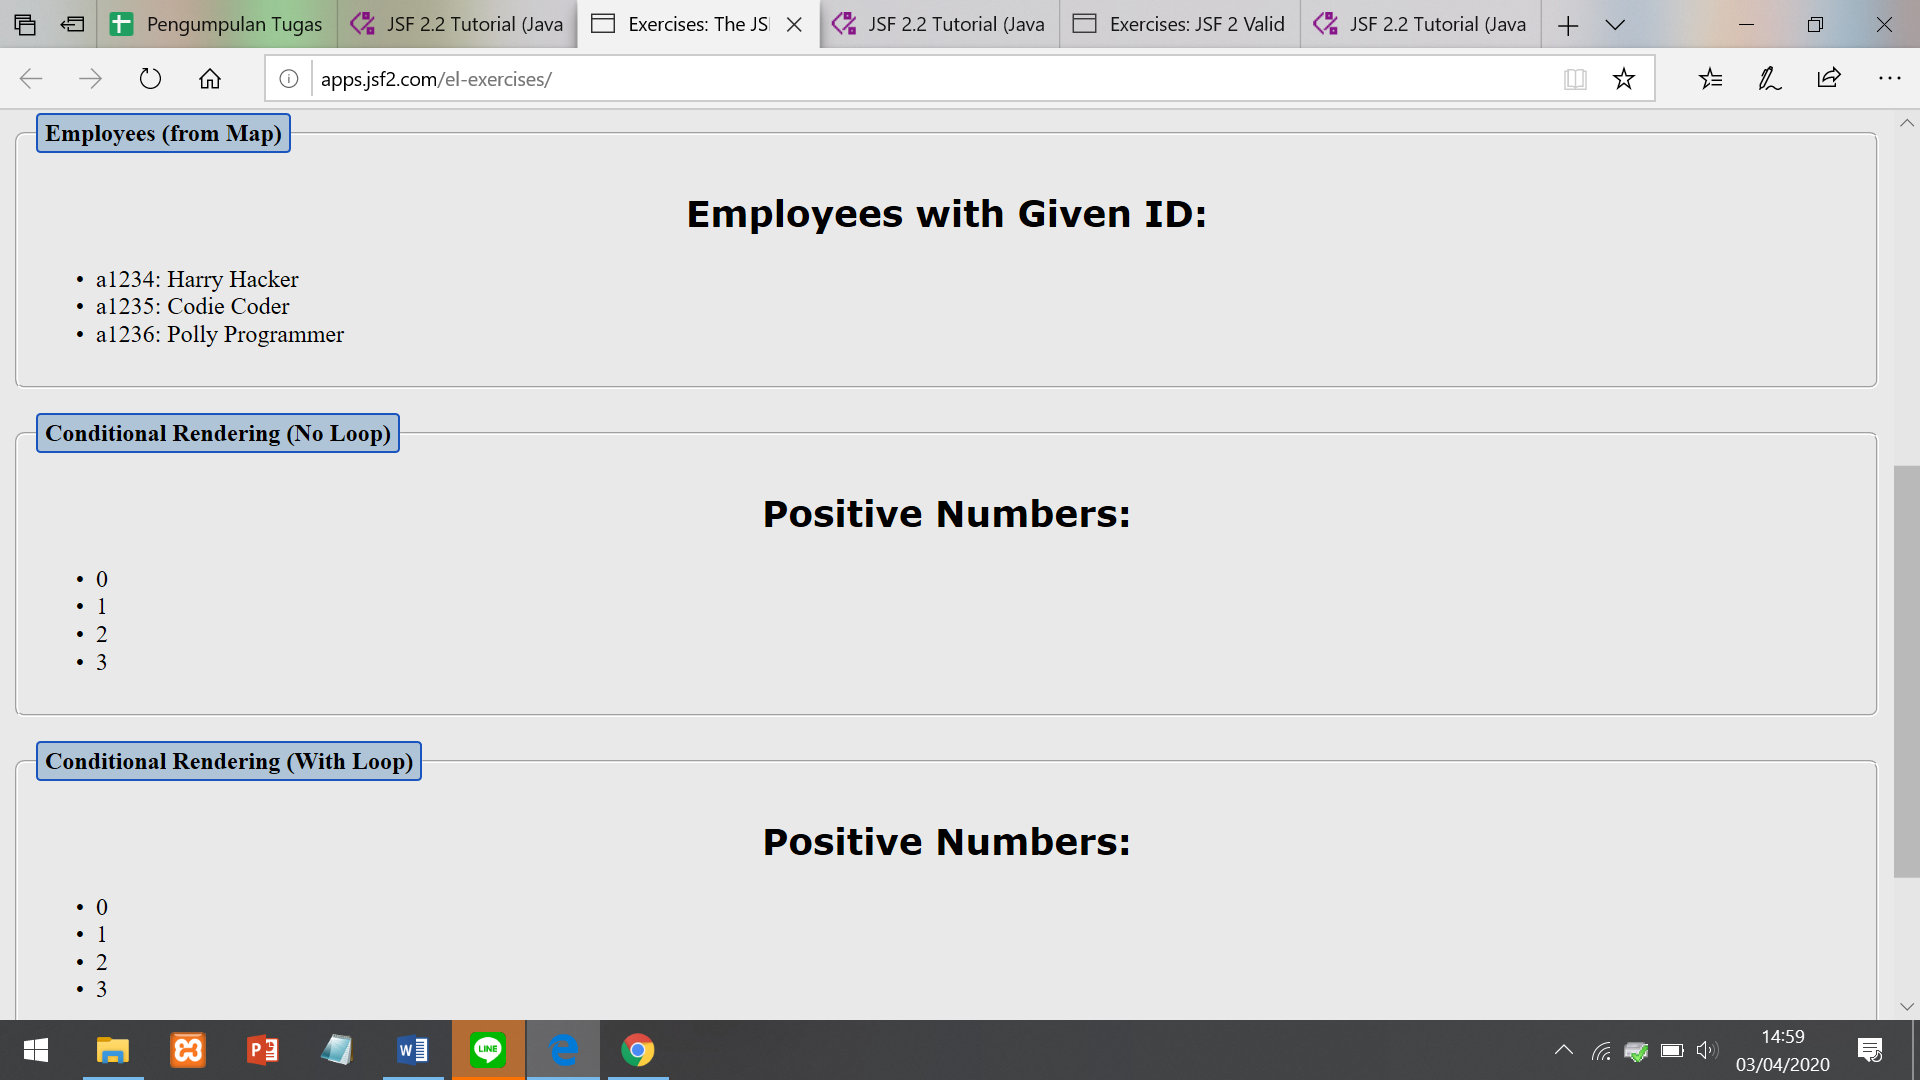 Pengumpulan Tugas
JSF 2.2 Tutorial (Java
Exercises: The JSI
JSF 2.2 Tutorial (Java
Exercises: JSF 2 Valid
JSF 2.2 Tutorial (Java
apps.jsf2.com/el-exercises/
Employees (from Map)
Employees with Given ID:
• a1234: Harry Hacker
• a1235: Codie Coder
• a1236: Polly Programmer
Conditional Rendering (No Loop)
Positive Numbers:
• 0
• 1
• 2
• 3
Conditional Rendering (With Loop)
Positive Numbers:
• 0
• 1
• 2
• 3
LINE
14:59
03/04/2020